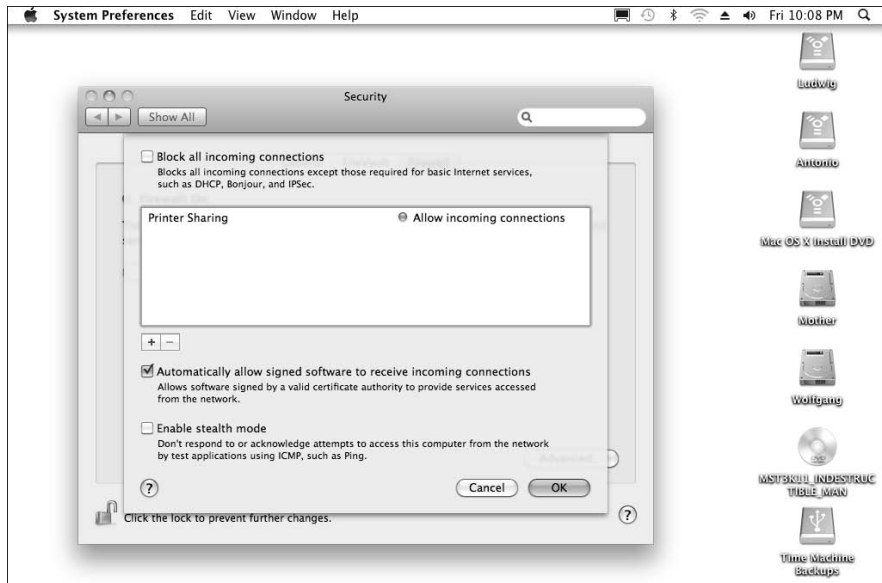 System Preferences Edit View Window Help Fri 10:08 PM
Security
Show All
Block all incoming connections
Blocks all incoming connections except those required for basic Internet services,
such as DHCP, Bonjour, and IPSec.
Printer Sharing Allow incoming connections
+ −
Automatically allow signed software to receive incoming connections
Allows software signed by a valid certificate authority to provide services accessed
from the network.
Enable stealth mode
Don't respond to or acknowledge attempts to access this computer from the network
by test applications using ICMP, such as Ping.
Advanced...
? Cancel OK
Click the lock to prevent further changes. ?
Ludwig
Antonio
Mac OS X Install DVD
Mother
Wolfgang
DVD
MST3K11_INDESTRUC
TIBLE_MAN
Time Machine
Backups